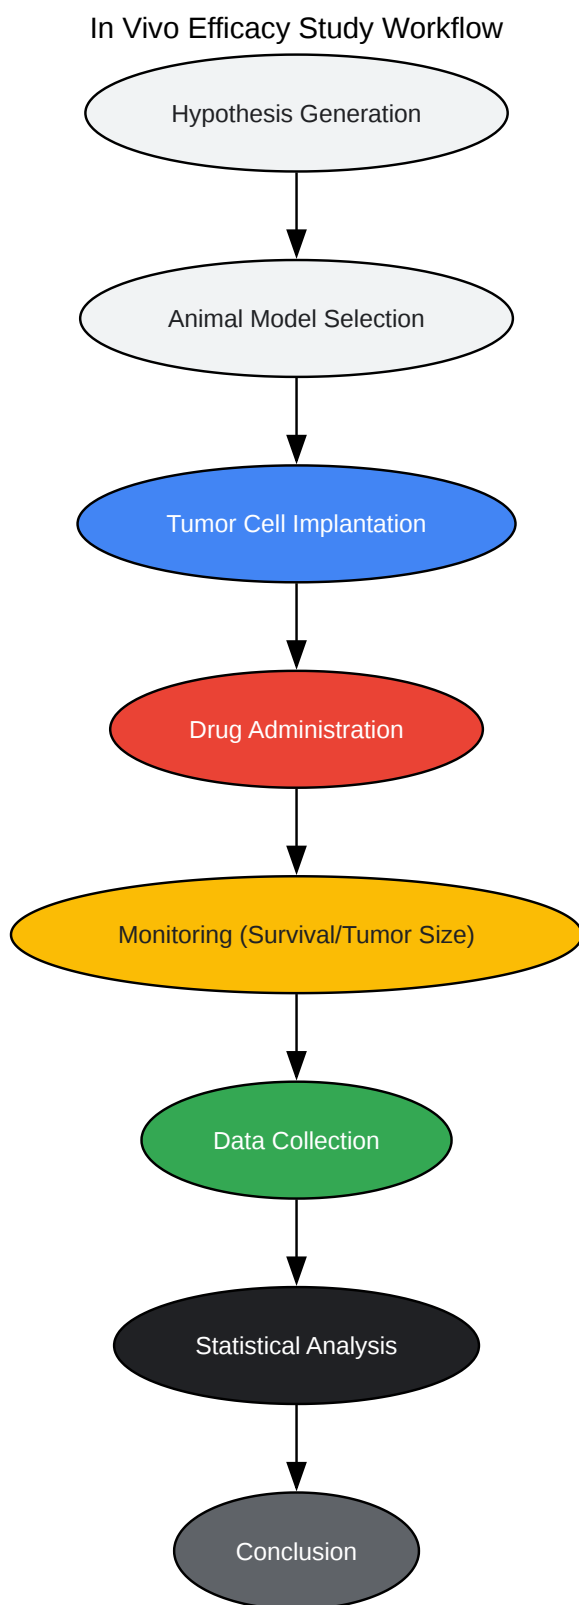 In Vivo Efficacy Study Workflow
Hypothesis Generation
Animal Model Selection
Tumor Cell Implantation
Drug Administration
Monitoring (Survival/Tumor Size)
Data Collection
Statistical Analysis
Conclusion